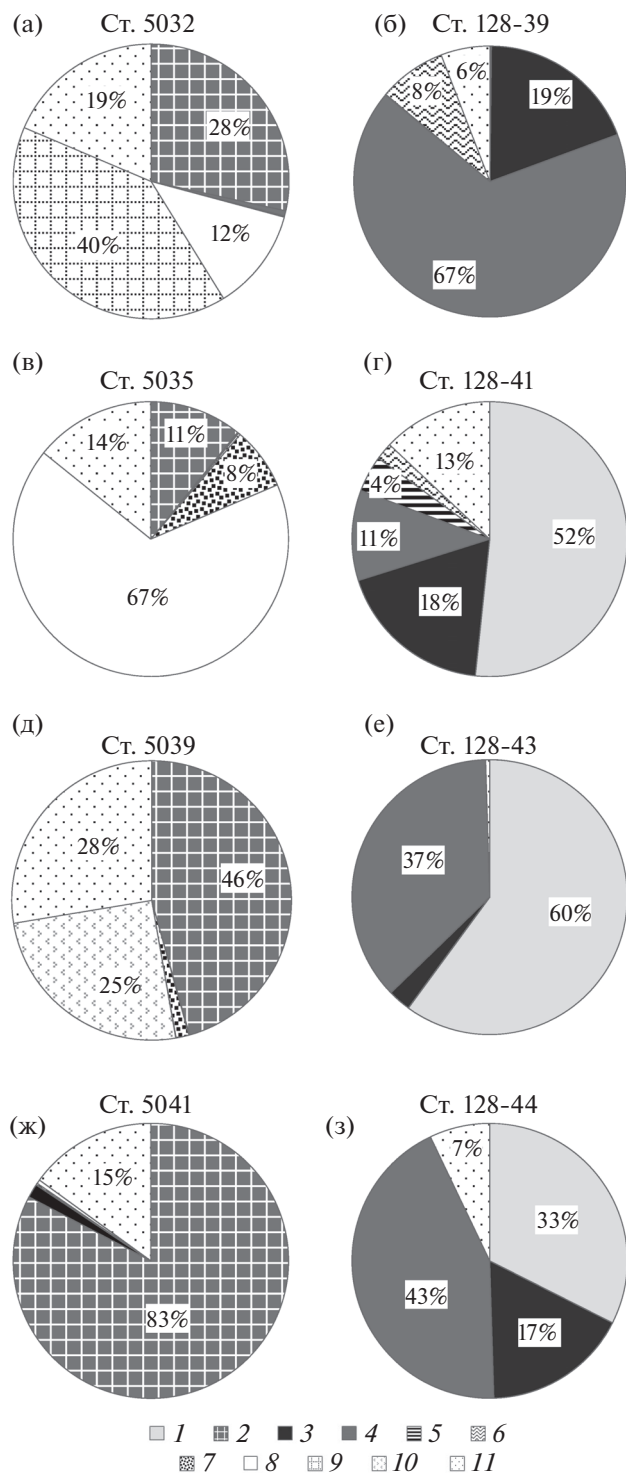 (а) Ст. 5032
19%
28%
12%
40%
(б) Ст. 128-39
6%
8%
19%
67%
(в) Ст. 5035
14%
11%
8%
67%
(г) Ст. 128-41
13%
4%
11%
52%
18%
(д) Ст. 5039
28%
46%
25%
(е) Ст. 128-43
37%
60%
(ж) Ст. 5041
15%
83%
(з) Ст. 128-44
7%
33%
43%
17%
1 2 3 4 5 6
7 8 9 10 11